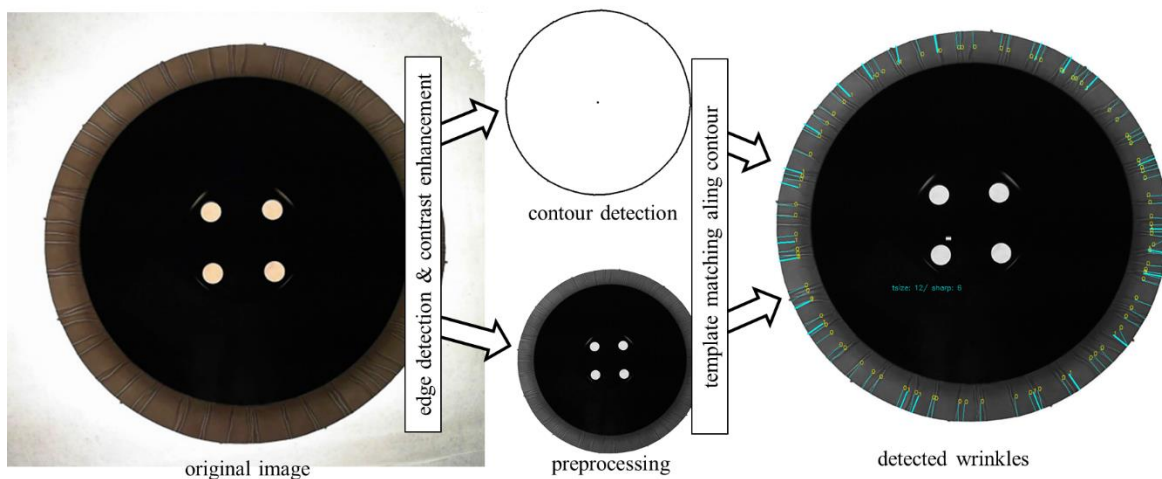 original image
edge detection & contrast enhancement
contour detection
preprocessing
template matching aling contour
tsize: 12/ sharp: 6
detected wrinkles